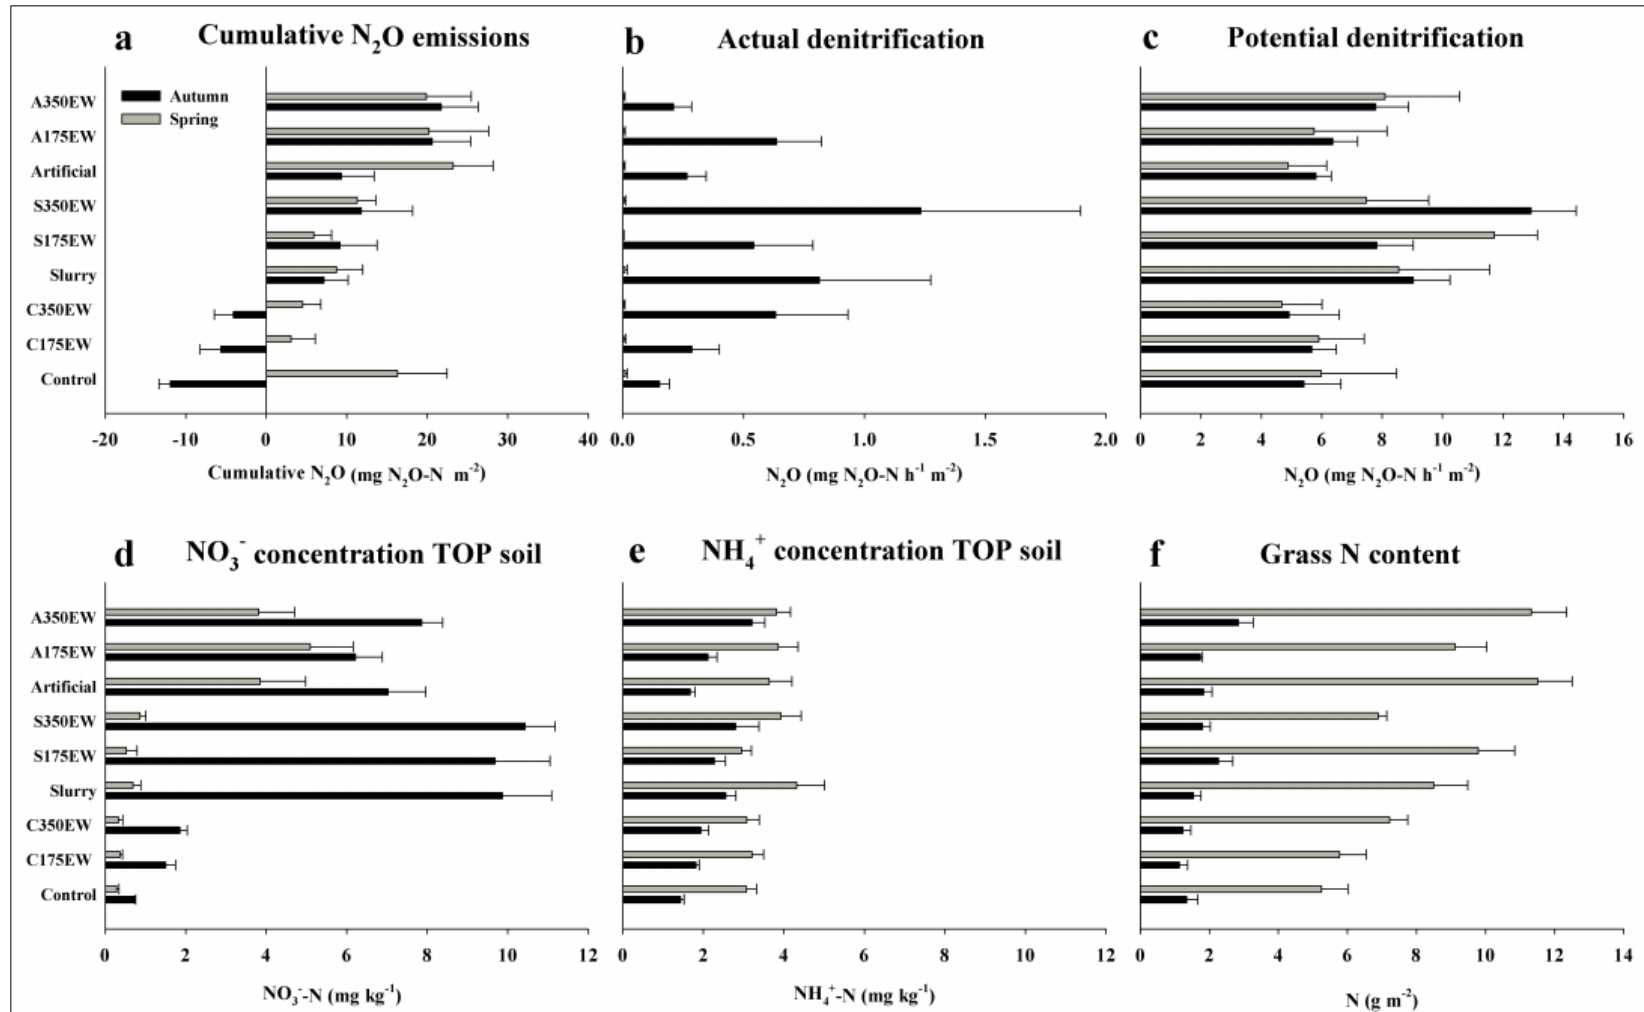 a Cumulative N₂O emissions
Autumn
Spring
A350EW
A175EW
Artificial
S350EW
S175EW
Slurry
C350EW
C175EW
Control
-20 -10 0 10 20 30 40
Cumulative N₂O (mg N₂O-N m⁻²)
b Actual denitrification
0.0 0.5 1.0 1.5 2.0
N₂O (mg N₂O-N h⁻¹ m⁻²)
c Potential denitrification
0 2 4 6 8 10 12 14 16
N₂O (mg N₂O-N h⁻¹ m⁻²)
d NO₃⁻ concentration TOP soil
A350EW
A175EW
Artificial
S350EW
S175EW
Slurry
C350EW
C175EW
Control
0 2 4 6 8 10 12
NO₃⁻-N (mg kg⁻¹)
e NH₄⁺ concentration TOP soil
0 2 4 6 8 10 12
NH₄⁺-N (mg kg⁻¹)
f Grass N content
0 2 4 6 8 10 12 14
N (g m⁻²)